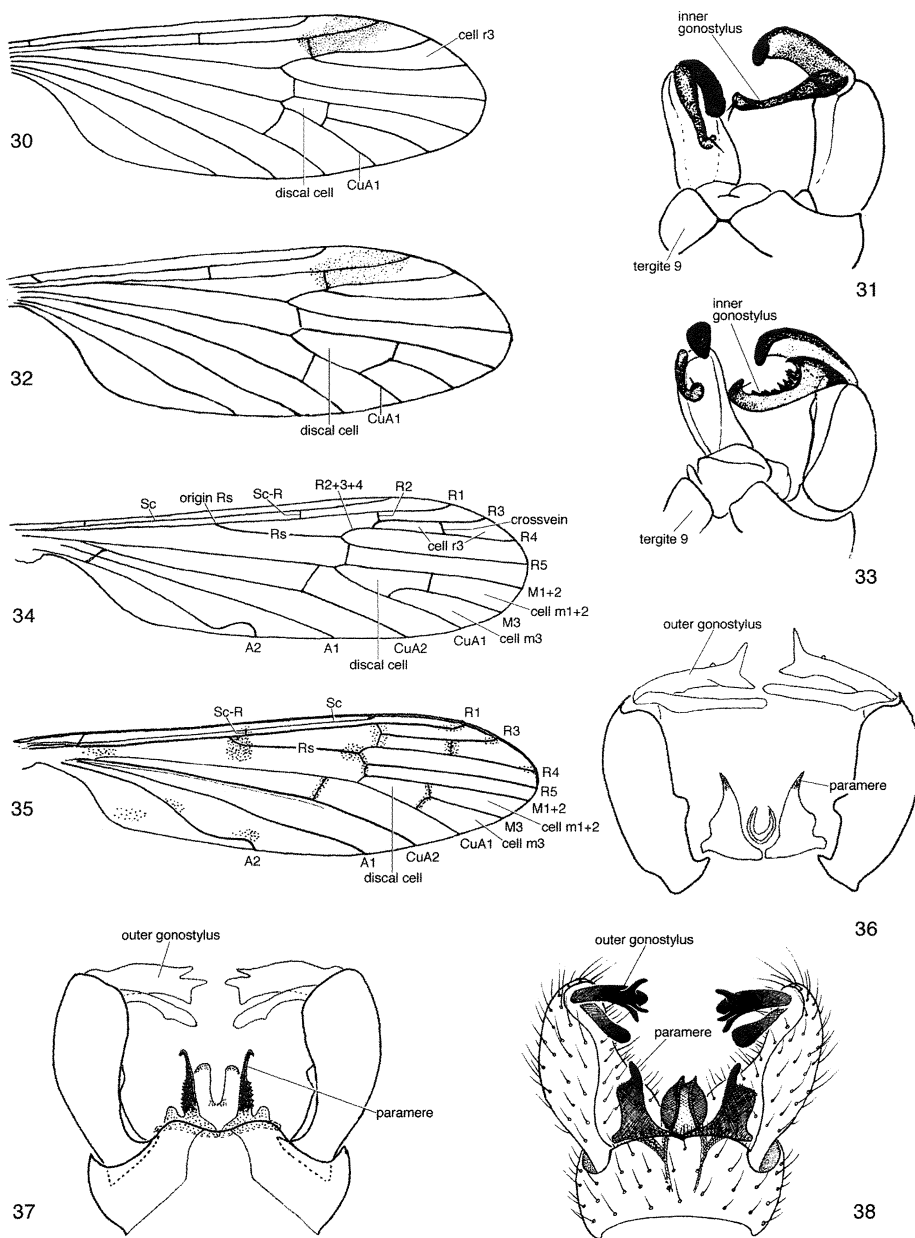 cell r3
30
discal cell
CuA1
inner
gonostylus
tergite 9
31
32
discal cell
CuA1
inner
gonostylus
tergite 9
33
Sc
origin Rs
Sc-R
R2+3+4
R2
R1
R3
crossvein
R4
Rs
cell r3
R5
M1+2
cell m1+2
M3
cell m3
CuA1
CuA2
A1
A2
discal cell
34
Sc-R
Sc
R1
R3
Rs
R4
R5
M1+2
cell m1+2
M3
cell m3
CuA1
CuA2
A1
A2
discal cell
35
outer gonostylus
paramere
36
outer gonostylus
paramere
37
outer gonostylus
paramere
38